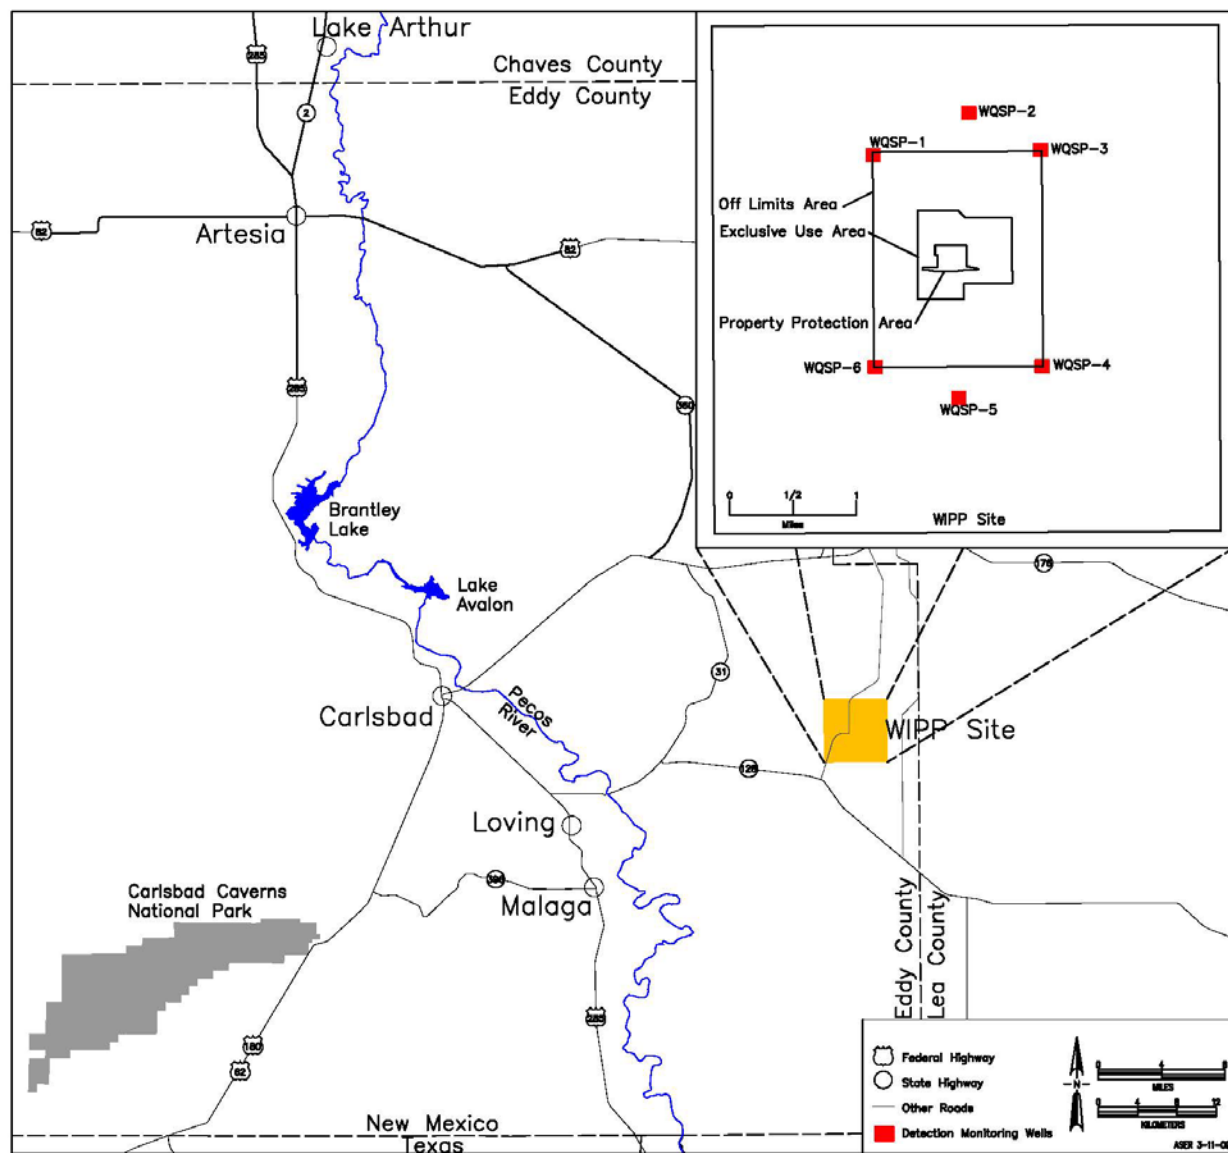 Lake Arthur
285
Chaves County
Eddy County
2
82
Artesia
82
285
360
Brantley
Lake
Lake
Avalon
31
Carlsbad
Pecos
River
128
Loving
396
Malaga
Carlsbad Caverns
National Park
285
180
62
New Mexico
Texas
WQSP-2
WQSP-1
WQSP-3
Off Limits Area
Exclusive Use Area
Property Protection Area
WQSP-6
WQSP-4
WQSP-5
0
1/2
1
Miles
WIPP Site
176
WIPP Site
Eddy County
Lea County
Federal Highway
State Highway
Other Roads
Detection Monitoring Wells
N
0 4 8
MILES
0 4 8 12
KILOMETERS